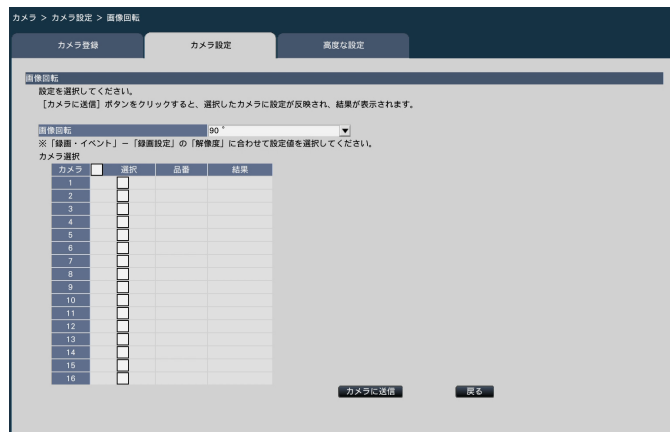 カメラ > カメラ設定 > 画像回転
カメラ登録 カメラ設定 高度な設定
画像回転
設定を選択してください。
［カメラに送信］ボタンをクリックすると、選択したカメラに設定が反映され、結果が表示されます。
画像回転 90 °
※「録画・イベント」－「録画設定」の「解像度」に合わせて設定値を選択してください。
カメラ選択
カメラ 選択 品番 結果
1
2
3
4
5
6
7
8
9
10
11
12
13
14
15
16
カメラに送信 戻る